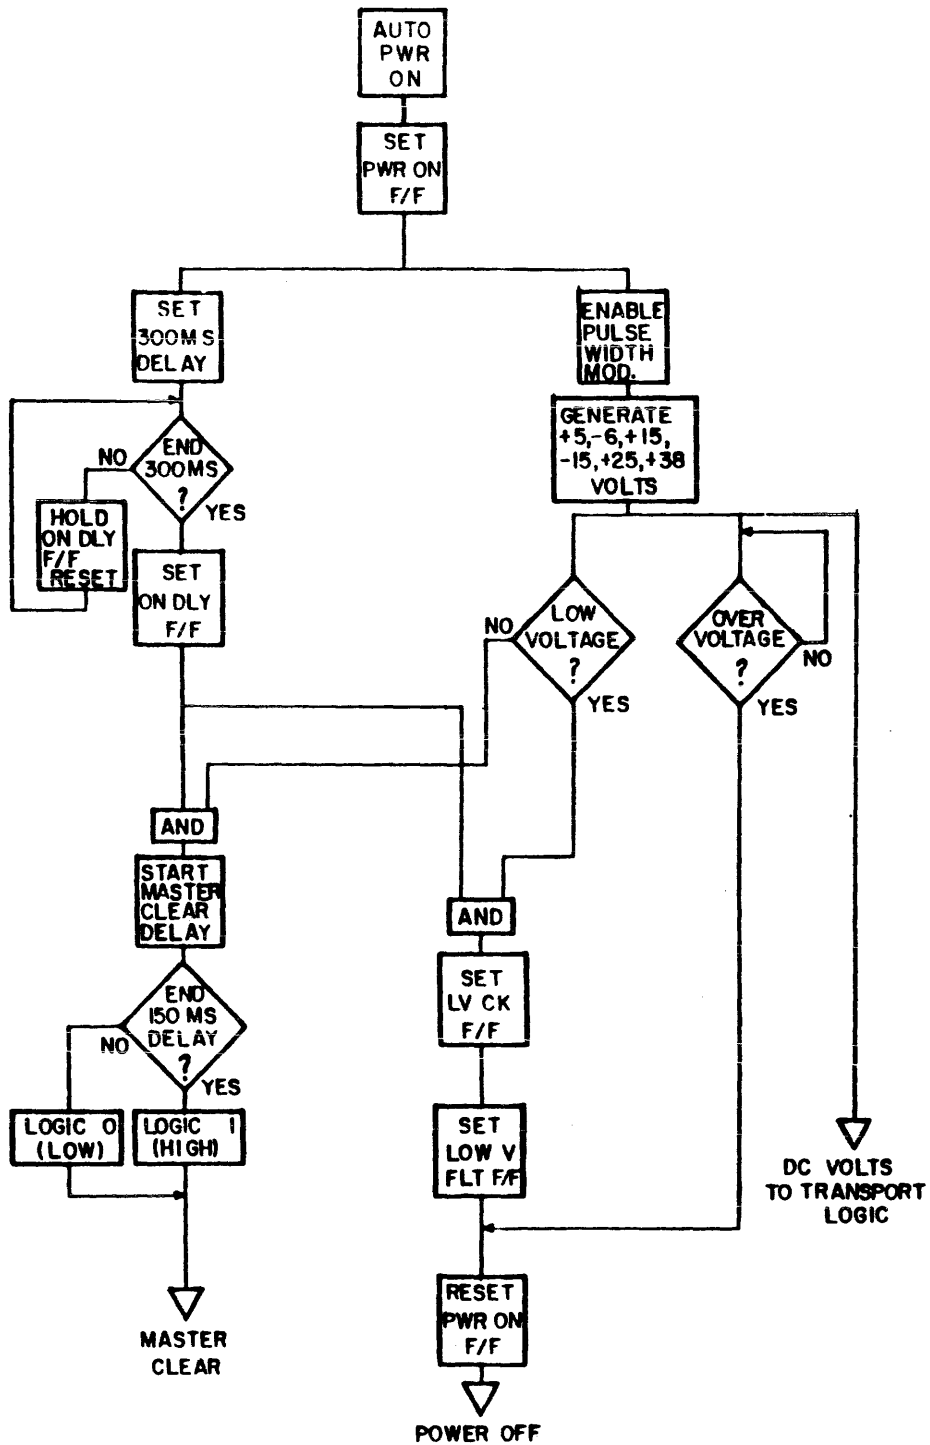 AUTO
PWR
ON
SET
PWR ON
F/F
SET
300MS
DELAY
ENABLE
PULSE
WIDTH
MOD.
GENERATE
+5,-6,+15,
-15,+25,+38
VOLTS
END
300MS
?
NO
YES
HOLD
ON DLY
F/F
RESET
SET
ON DLY
F/F
LOW
VOLTAGE
?
NO
YES
OVER
VOLTAGE
?
NO
YES
AND
START
MASTER
CLEAR
DELAY
AND
SET
LV CK
F/F
END
150 MS
DELAY
?
NO
YES
LOGIC 0
(LOW)
LOGIC 1
(HIGH)
SET
LOW V
FLT F/F
DC VOLTS
TO TRANSPORT
LOGIC
RESET
PWR ON
F/F
MASTER
CLEAR
POWER OFF